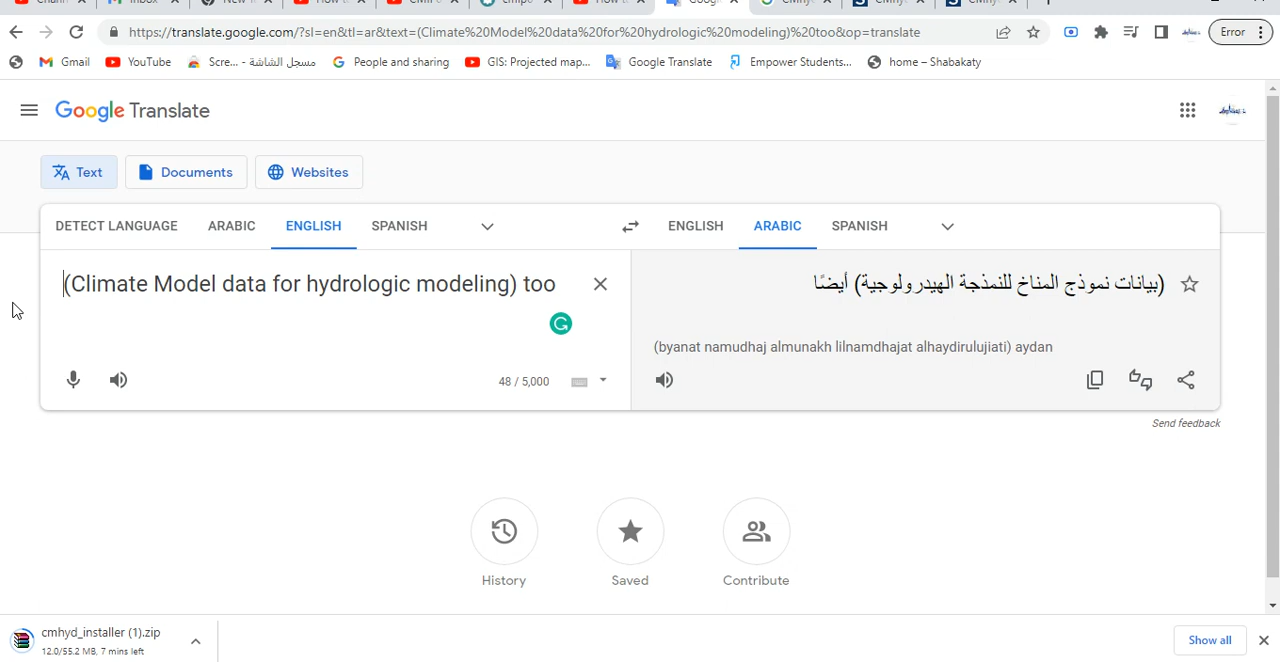 Inbox
https://translate.google.com/?sl=en&tl=ar&text=(Climate%20Model%20data%20for%20hydrologic%20modeling)%20too&op=translate
Error
Gmail
YouTube
Scre... - مسجل الشاشة
People and sharing
GIS: Projected map...
Google Translate
Empower Students...
home – Shabakaty
Google Translate
Text
Documents
Websites
DETECT LANGUAGE
ARABIC
ENGLISH
SPANISH
ENGLISH
ARABIC
SPANISH
(Climate Model data for hydrologic modeling) too
(بيانات نموذج المناخ للنمذجة الهيدرولوجية) أيضًا
(byanat namudhaj almunakh lilnamdhajat alhaydirulujiati) aydan
48 / 5,000
Send feedback
History
Saved
Contribute
cmhyd_installer (1).zip
12.0/55.2 MB, 7 mins left
Show all